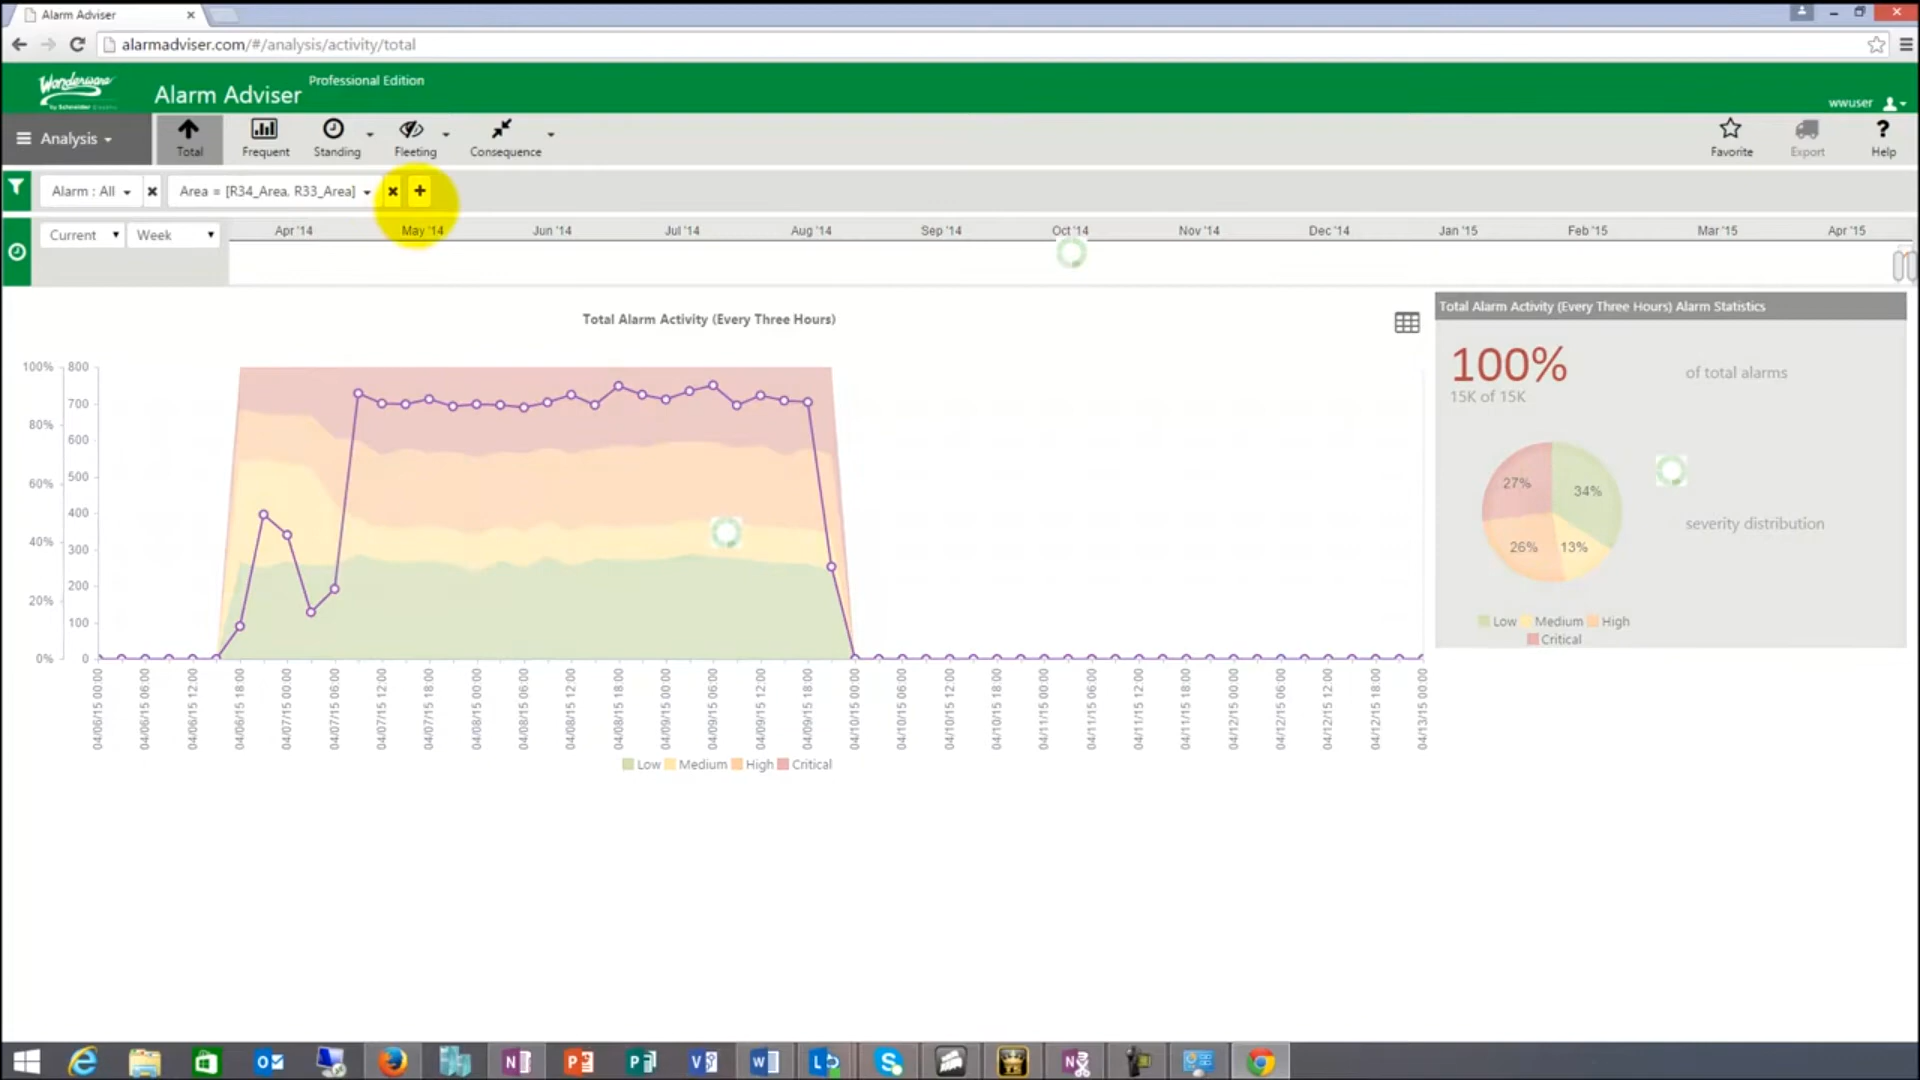 Alarm Adviser
alarmadviser.com/#/analysis/activity/total
Wonderware
by Schneider Electric
Alarm Adviser
Professional Edition
wwuser
Analysis
Total
Frequent
Standing
Fleeting
Consequence
Favorite
Export
Help
Alarm : All
Area = [R34_Area, R33_Area]
Current
Week
Apr '14 May '14 Jun '14 Jul '14 Aug '14 Sep '14 Oct '14 Nov '14 Dec '14 Jan '15 Feb '15 Mar '15 Apr '15
Total Alarm Activity (Every Three Hours)
100% 800
700
80%
600
60%
500
400
40%
300
200
20%
100
0% 0
04/06/15 00:00
04/06/15 06:00
04/06/15 12:00
04/06/15 18:00
04/07/15 00:00
04/07/15 06:00
04/07/15 12:00
04/07/15 18:00
04/08/15 00:00
04/08/15 06:00
04/08/15 12:00
04/08/15 18:00
04/09/15 00:00
04/09/15 06:00
04/09/15 12:00
04/09/15 18:00
04/10/15 00:00
04/10/15 06:00
04/10/15 12:00
04/10/15 18:00
04/11/15 00:00
04/11/15 06:00
04/11/15 12:00
04/11/15 18:00
04/12/15 00:00
04/12/15 06:00
04/12/15 12:00
04/12/15 18:00
04/13/15 00:00
Low Medium High Critical
Total Alarm Activity (Every Three Hours) Alarm Statistics
100%
of total alarms
15K of 15K
27%
34%
26%
13%
severity distribution
Low Medium High
Critical